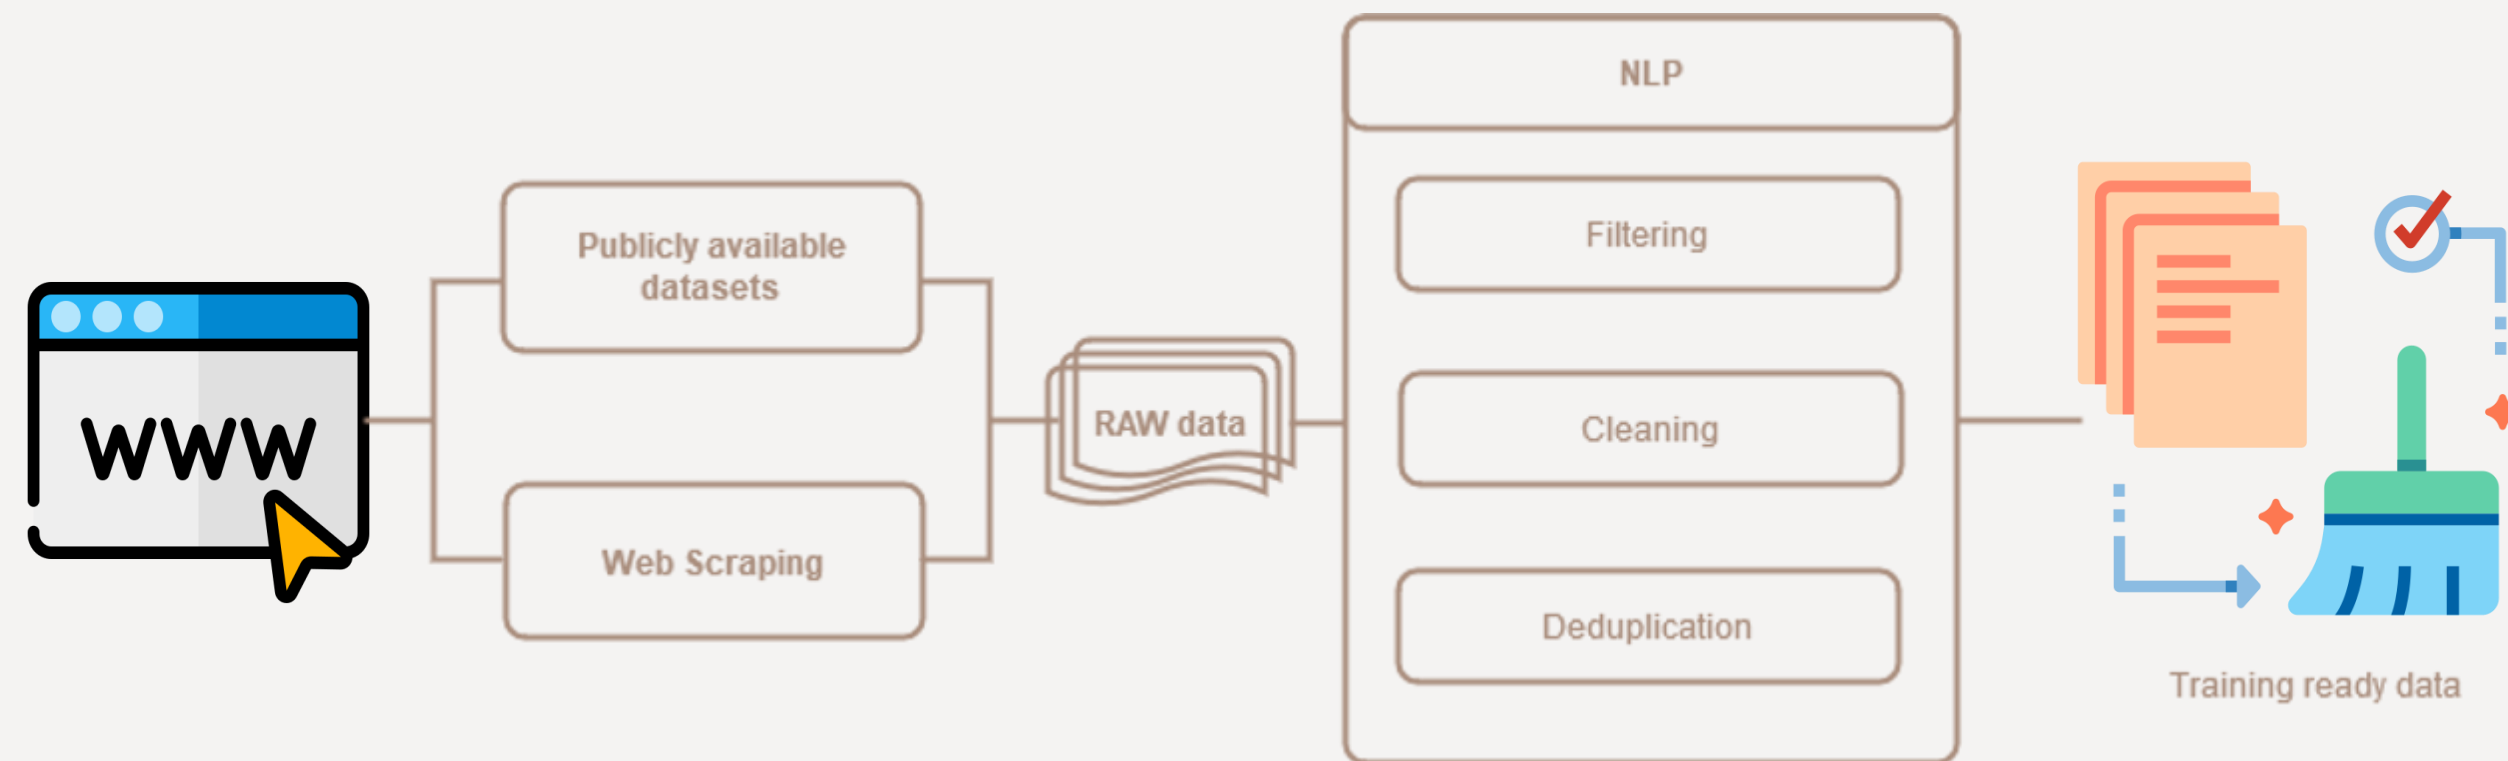 WWW
Publicly available
datasets
Web Scraping
RAW data
NLP
Filtering
Cleaning
Deduplication
Training ready data